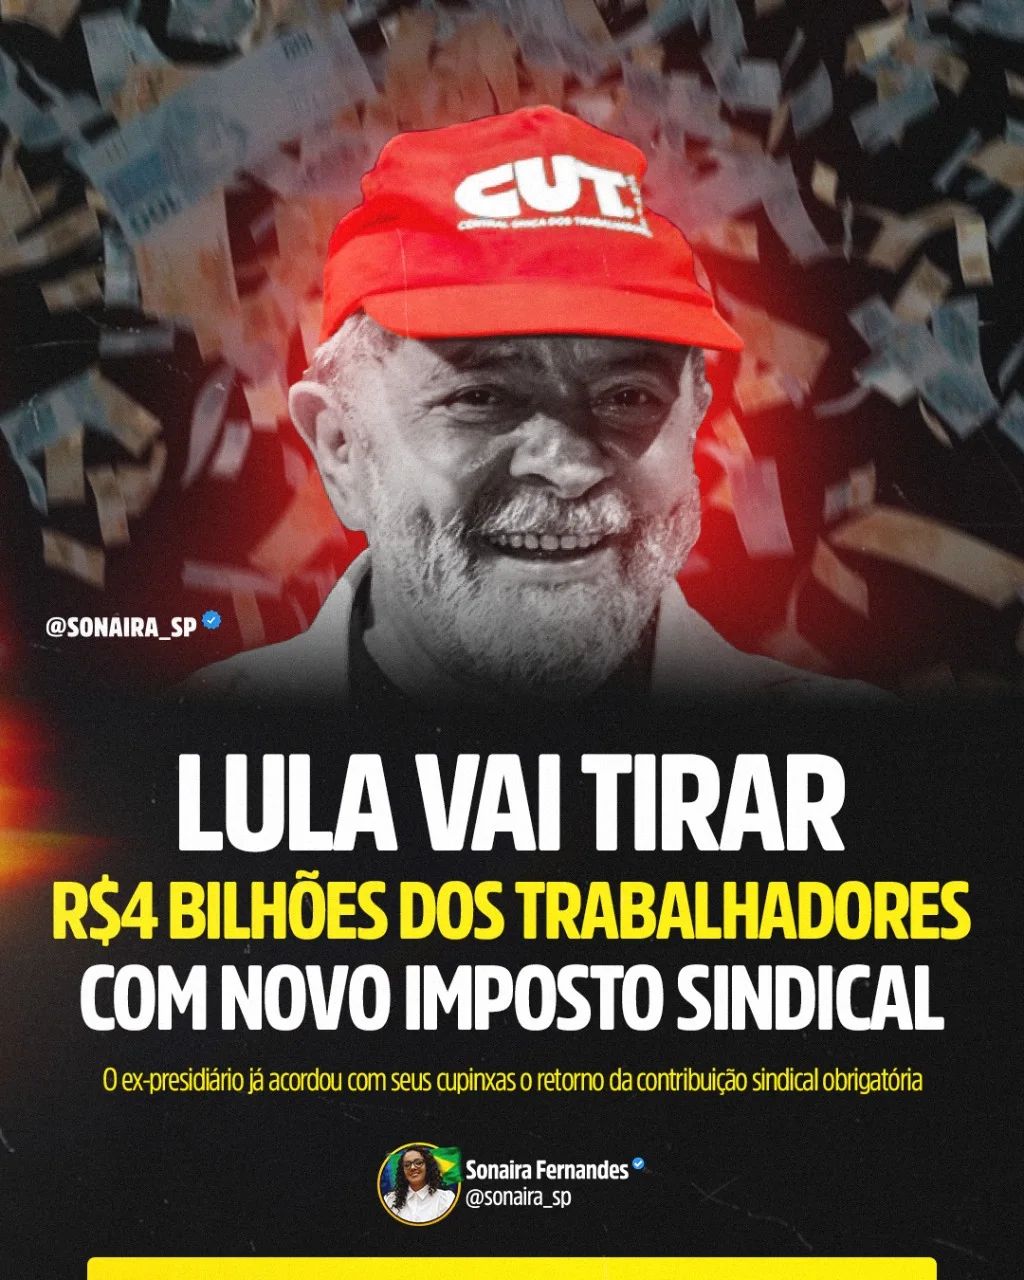 CUT
CENTRAL ÚNICA DOS TRABALHADORES
@SONAIRA_SP
LULA VAI TIRAR
R$4 BILHÕES DOS TRABALHADORES
COM NOVO IMPOSTO SINDICAL
O ex-presidiário já acordou com seus cupinxas o retorno da contribuição sindical obrigatória
Sonaira Fernandes
@sonaira_sp